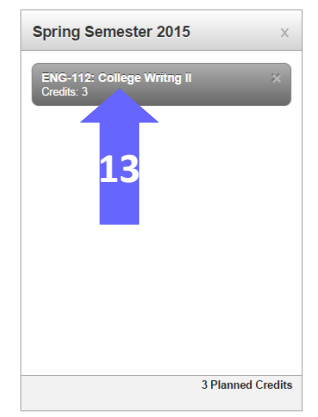 Spring Semester 2015 x
ENG-112: College Writng II x
Credits: 3
13
3 Planned Credits